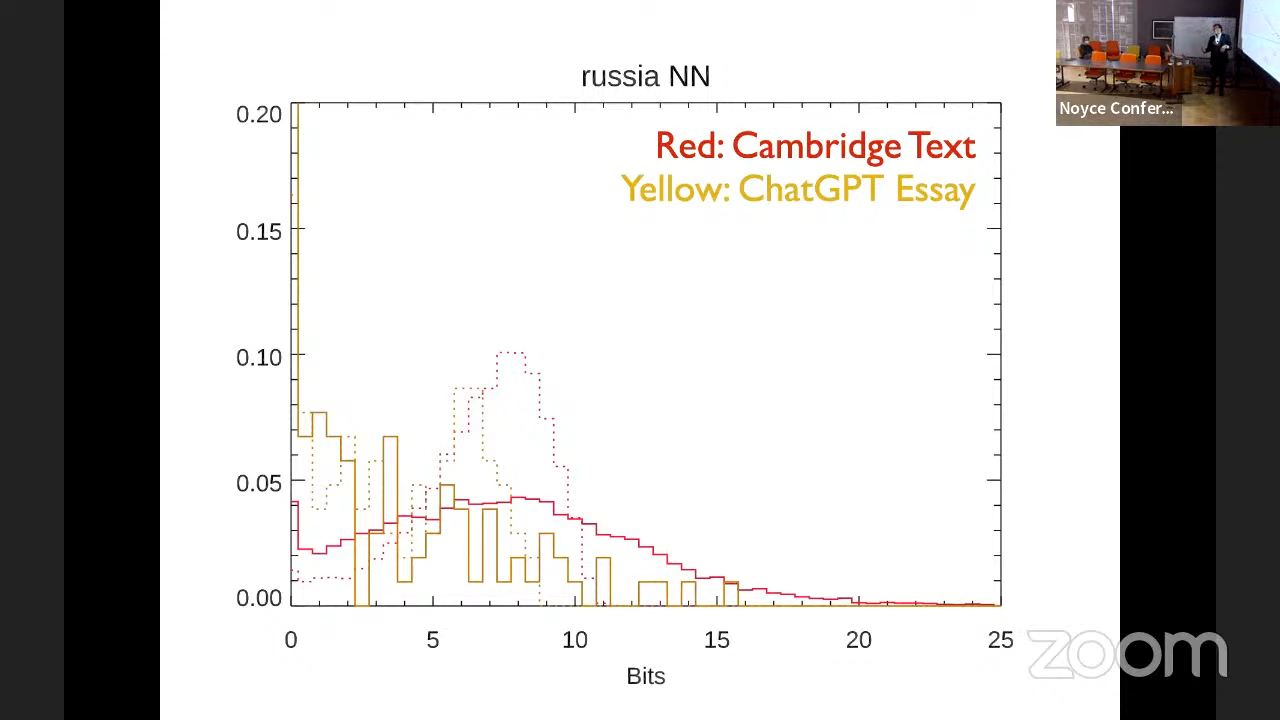 russia NN
Red: Cambridge Text
Yellow: ChatGPT Essay
0.20
0.15
0.10
0.05
0.00
0
5
10
15
20
25
Bits
Noyce Confer...
zoom